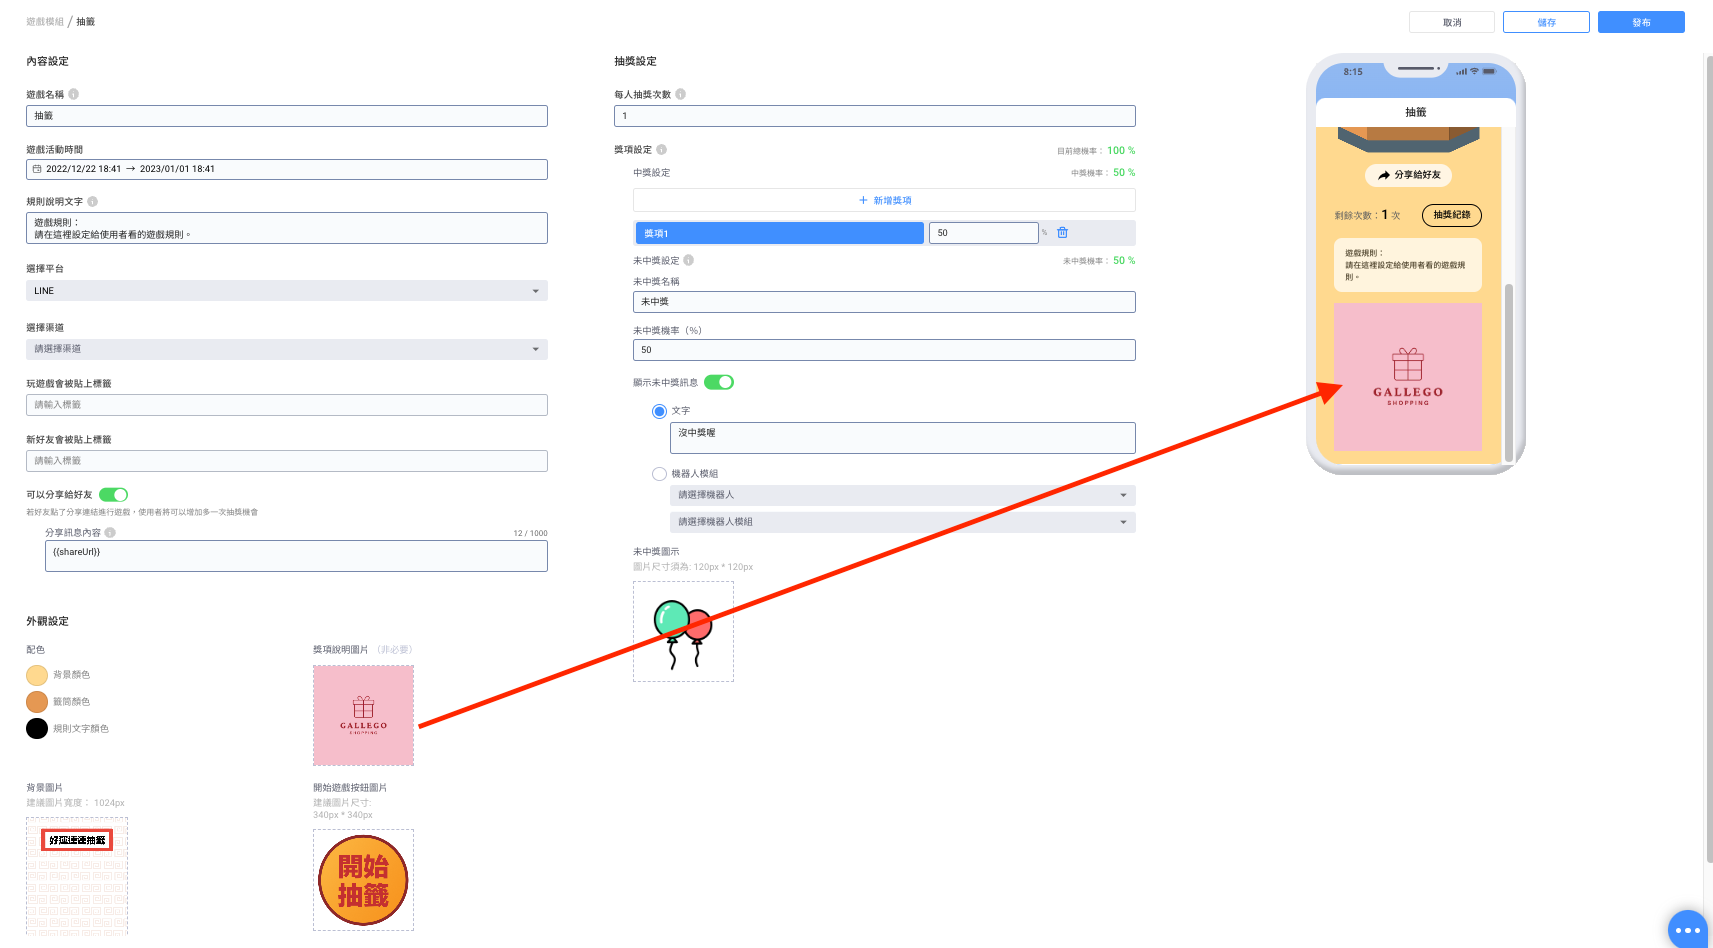 遊戲模組 / 抽籤
取消
儲存
發布
內容設定
遊戲名稱
抽籤
遊戲活動時間
2022/12/22 18:41 → 2023/01/01 18:41
規則說明文字
遊戲規則：
請在這裡設定給使用者看的遊戲規則。
選擇平台
LINE
選擇渠道
請選擇渠道
玩遊戲會被貼上標籤
請輸入標籤
新好友會被貼上標籤
請輸入標籤
可以分享給好友
若好友點了分享連結進行遊戲，使用者將可以增加多一次抽獎機會
分享訊息內容
12 / 1000
{{shareUrl}}
外觀設定
配色
背景顏色
籤筒顏色
規則文字顏色
獎項說明圖片 （非必要）
GALLEGO
SHOPPING
背景圖片
建議圖片寬度： 1024px
好運連連抽籤
開始遊戲按鈕圖片
建議圖片尺寸:
340px * 340px
開始
抽籤
抽獎設定
每人抽獎次數
1
獎項設定
目前總機率： 100 %
中獎設定
中獎機率： 50 %
+ 新增獎項
獎項1
50
%
未中獎設定
未中獎機率： 50 %
未中獎名稱
未中獎
未中獎機率（%）
50
顯示未中獎訊息
文字
沒中獎喔
機器人模組
請選擇機器人
請選擇機器人模組
未中獎圖示
圖片尺寸須為: 120px * 120px
8:15
抽籤
分享給好友
剩餘次數：1 次
抽獎紀錄
遊戲規則：
請在這裡設定給使用者看的遊戲規
則。
GALLEGO
SHOPPING